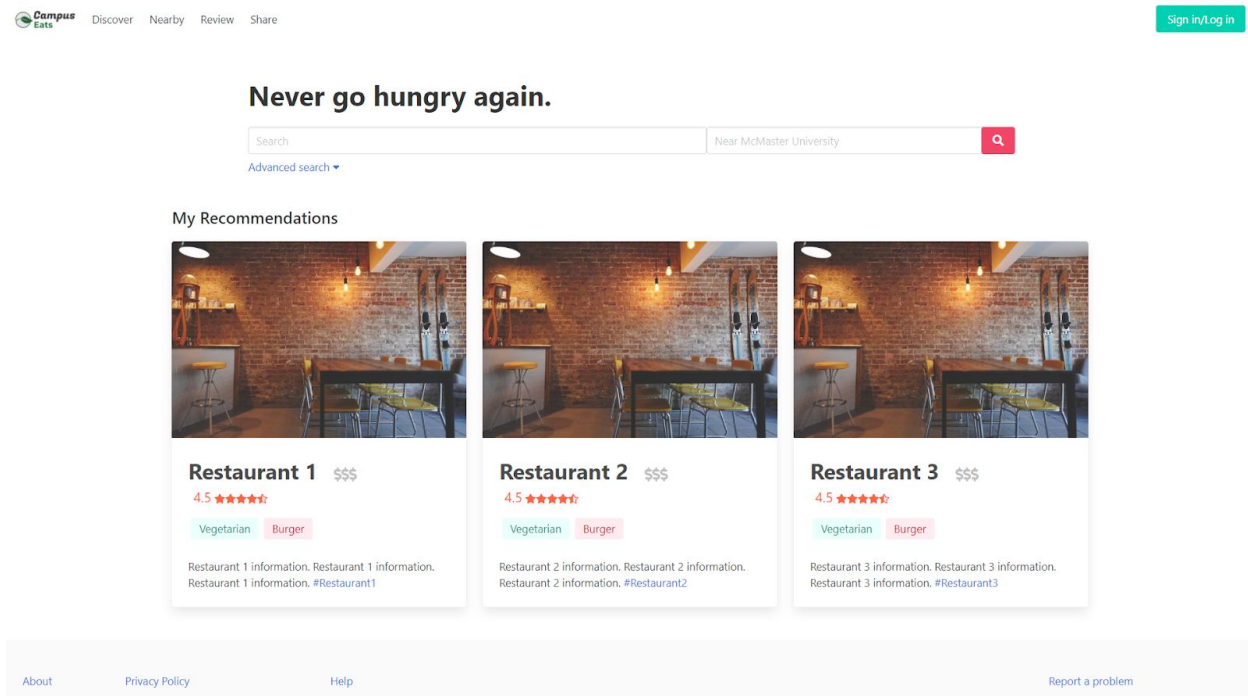 Campus
Eats
Discover Nearby Review Share
Sign in/Log in
Never go hungry again.
Search
Near McMaster University
Advanced search
My Recommendations
Restaurant 1 $$$
4.5
Vegetarian Burger
Restaurant 1 information. Restaurant 1 information.
Restaurant 1 information. #Restaurant1
Restaurant 2 $$$
4.5
Vegetarian Burger
Restaurant 2 information. Restaurant 2 information.
Restaurant 2 information. #Restaurant2
Restaurant 3 $$$
4.5
Vegetarian Burger
Restaurant 3 information. Restaurant 3 information.
Restaurant 3 information. #Restaurant3
About Privacy Policy Help Report a problem